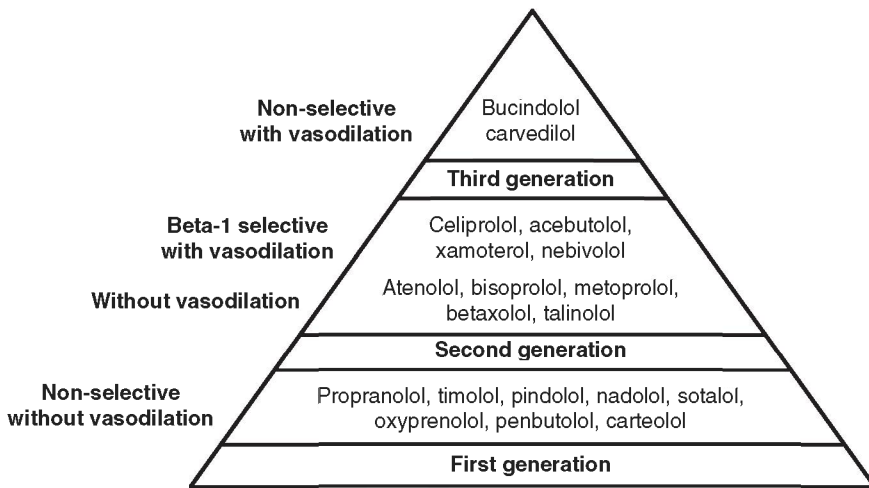 Non-selective
with vasodilation
Bucindolol
carvedilol
Third generation
Beta-1 selective
with vasodilation
Celiprolol, acebutolol,
xamoterol, nebivolol
Without vasodilation
Atenolol, bisoprolol, metoprolol,
betaxolol, talinolol
Second generation
Non-selective
without vasodilation
Propranolol, timolol, pindolol, nadolol, sotalol,
oxyprenolol, penbutolol, carteolol
First generation